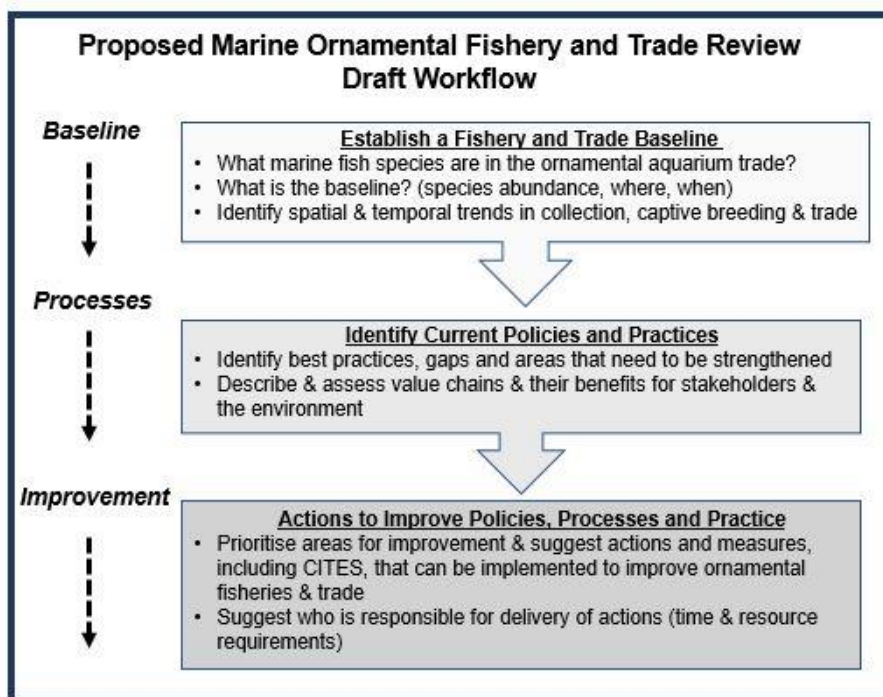 Proposed Marine Ornamental Fishery and Trade Review
Draft Workflow
Baseline
Establish a Fishery and Trade Baseline
• What marine fish species are in the ornamental aquarium trade?
• What is the baseline? (species abundance, where, when)
• Identify spatial & temporal trends in collection, captive breeding & trade
Processes
Identify Current Policies and Practices
• Identify best practices, gaps and areas that need to be strengthened
• Describe & assess value chains & their benefits for stakeholders &
the environment
Improvement
Actions to Improve Policies, Processes and Practice
• Prioritise areas for improvement & suggest actions and measures,
including CITES, that can be implemented to improve ornamental
fisheries & trade
• Suggest who is responsible for delivery of actions (time & resource
requirements)